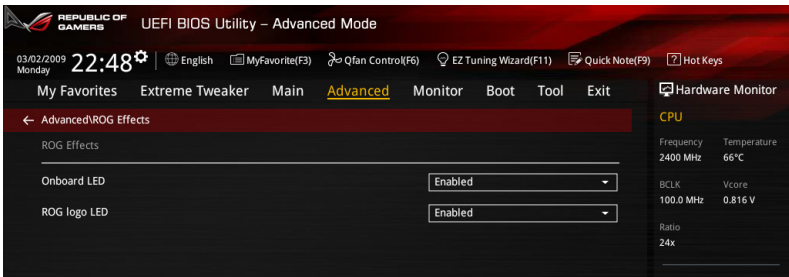 REPUBLIC OF
GAMERS
UEFI BIOS Utility – Advanced Mode
03/02/2009
Monday
22:48
English
MyFavorite(F3)
Qfan Control(F6)
EZ Tuning Wizard(F11)
Quick Note(F9)
? Hot Keys
My Favorites
Extreme Tweaker
Main
Advanced
Monitor
Boot
Tool
Exit
Hardware Monitor
← Advanced\ROG Effects
ROG Effects
Onboard LED
Enabled
ROG logo LED
Enabled
CPU
Frequency Temperature
2400 MHz 66°C
BCLK Vcore
100.0 MHz 0.816 V
Ratio
24x